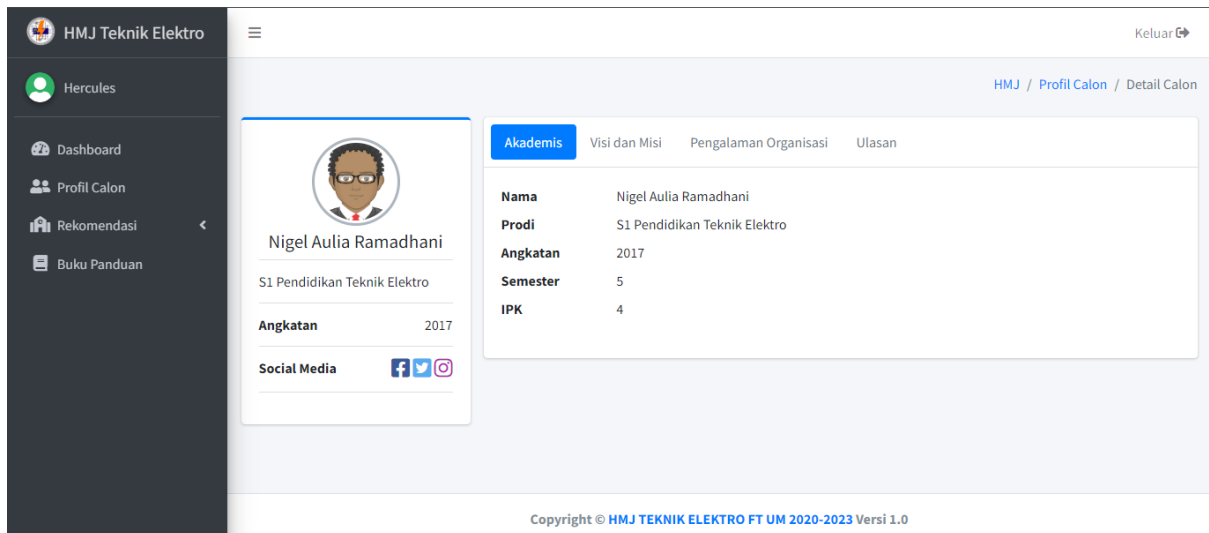 HMJ Teknik Elektro
Keluar
Hercules
HMJ / Profil Calon / Detail Calon
Dashboard
Profil Calon
Rekomendasi
Buku Panduan
Nigel Aulia Ramadhani
S1 Pendidikan Teknik Elektro
Angkatan 2017
Social Media
Akademis Visi dan Misi Pengalaman Organisasi Ulasan
Nama Nigel Aulia Ramadhani
Prodi S1 Pendidikan Teknik Elektro
Angkatan 2017
Semester 5
IPK 4
Copyright © HMJ TEKNIK ELEKTRO FT UM 2020-2023 Versi 1.0